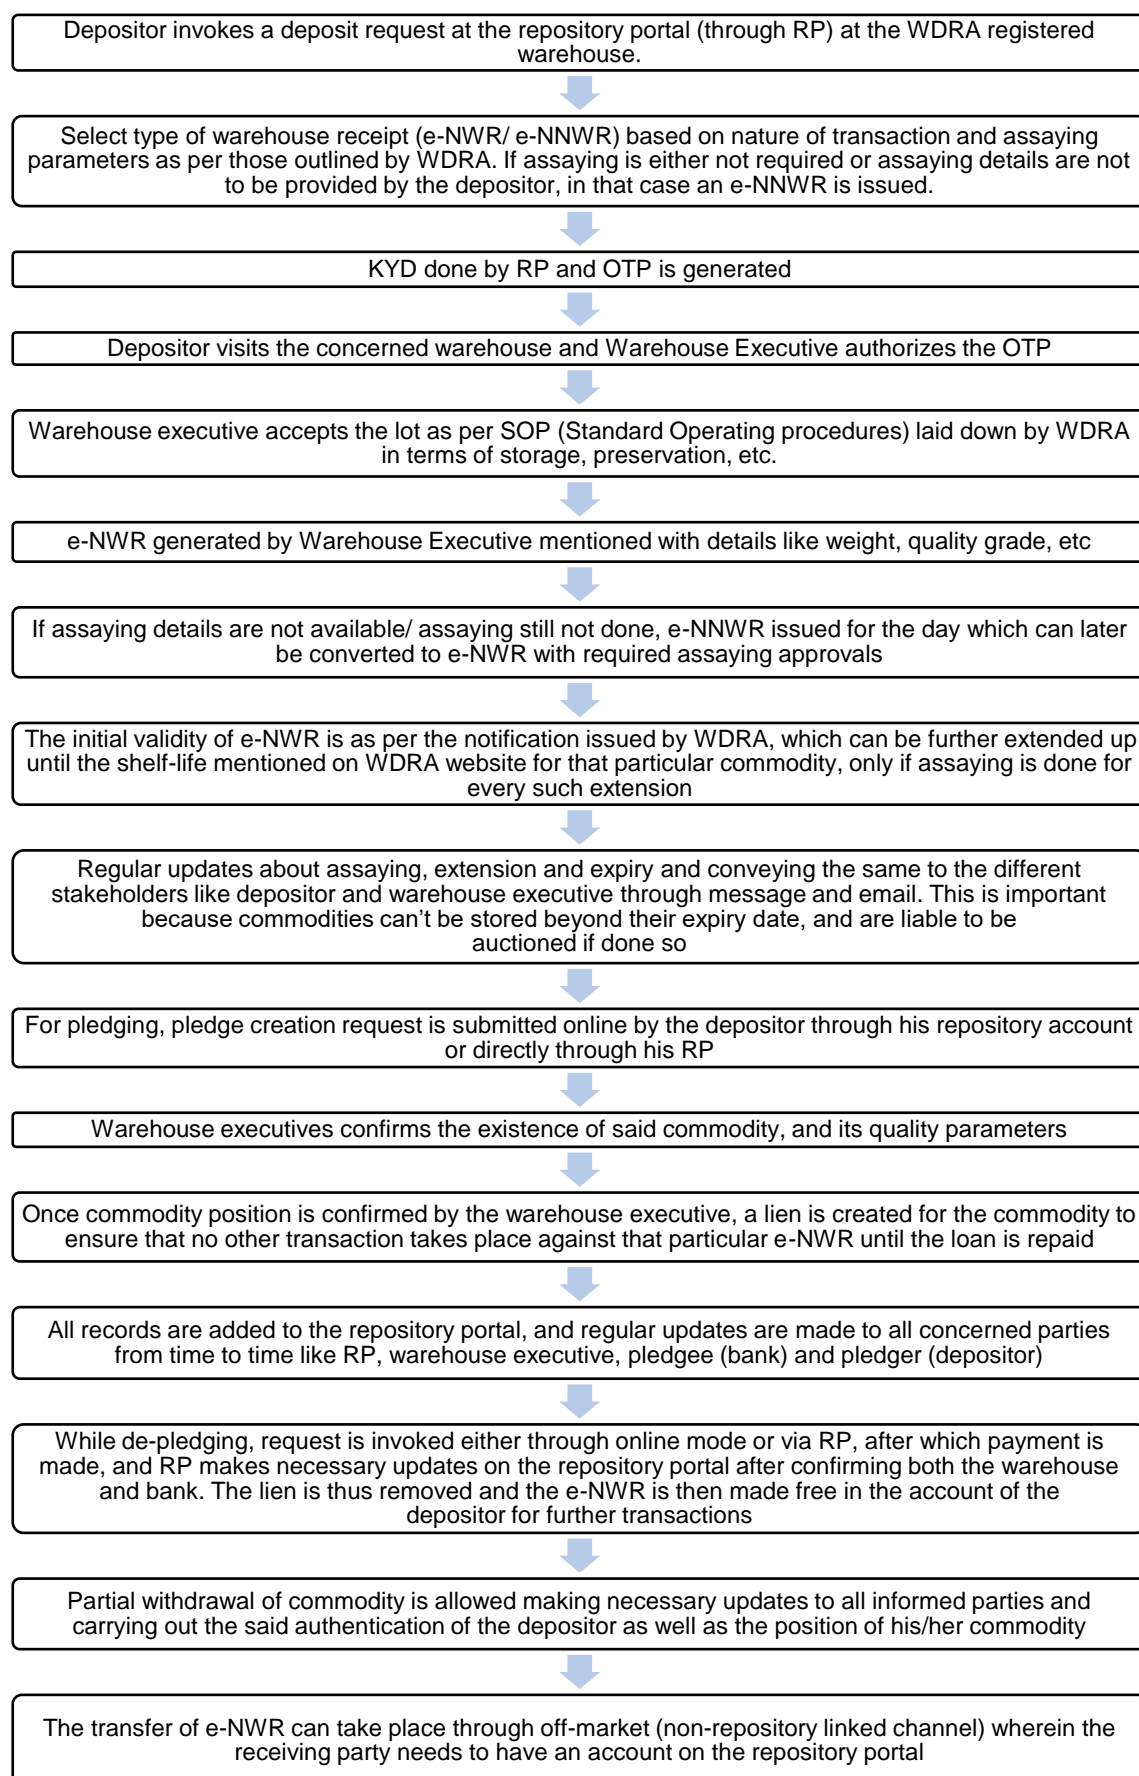 Depositor invokes a deposit request at the repository portal (through RP) at the WDRA registered
warehouse.
Select type of warehouse receipt (e-NWR/ e-NNWR) based on nature of transaction and assaying
parameters as per those outlined by WDRA. If assaying is either not required or assaying details are not
to be provided by the depositor, in that case an e-NNWR is issued.
KYD done by RP and OTP is generated
Depositor visits the concerned warehouse and Warehouse Executive authorizes the OTP
Warehouse executive accepts the lot as per SOP (Standard Operating procedures) laid down by WDRA
in terms of storage, preservation, etc.
e-NWR generated by Warehouse Executive mentioned with details like weight, quality grade, etc
If assaying details are not available/ assaying still not done, e-NNWR issued for the day which can later
be converted to e-NWR with required assaying approvals
The initial validity of e-NWR is as per the notification issued by WDRA, which can be further extended up
until the shelf-life mentioned on WDRA website for that particular commodity, only if assaying is done for
every such extension
Regular updates about assaying, extension and expiry and conveying the same to the different
stakeholders like depositor and warehouse executive through message and email. This is important
because commodities can't be stored beyond their expiry date, and are liable to be
auctioned if done so
For pledging, pledge creation request is submitted online by the depositor through his repository account
or directly through his RP
Warehouse executives confirms the existence of said commodity, and its quality parameters
Once commodity position is confirmed by the warehouse executive, a lien is created for the commodity to
ensure that no other transaction takes place against that particular e-NWR until the loan is repaid
All records are added to the repository portal, and regular updates are made to all concerned parties
from time to time like RP, warehouse executive, pledgee (bank) and pledger (depositor)
While de-pledging, request is invoked either through online mode or via RP, after which payment is
made, and RP makes necessary updates on the repository portal after confirming both the warehouse
and bank. The lien is thus removed and the e-NWR is then made free in the account of the
depositor for further transactions
Partial withdrawal of commodity is allowed making necessary updates to all informed parties and
carrying out the said authentication of the depositor as well as the position of his/her commodity
The transfer of e-NWR can take place through off-market (non-repository linked channel) wherein the
receiving party needs to have an account on the repository portal